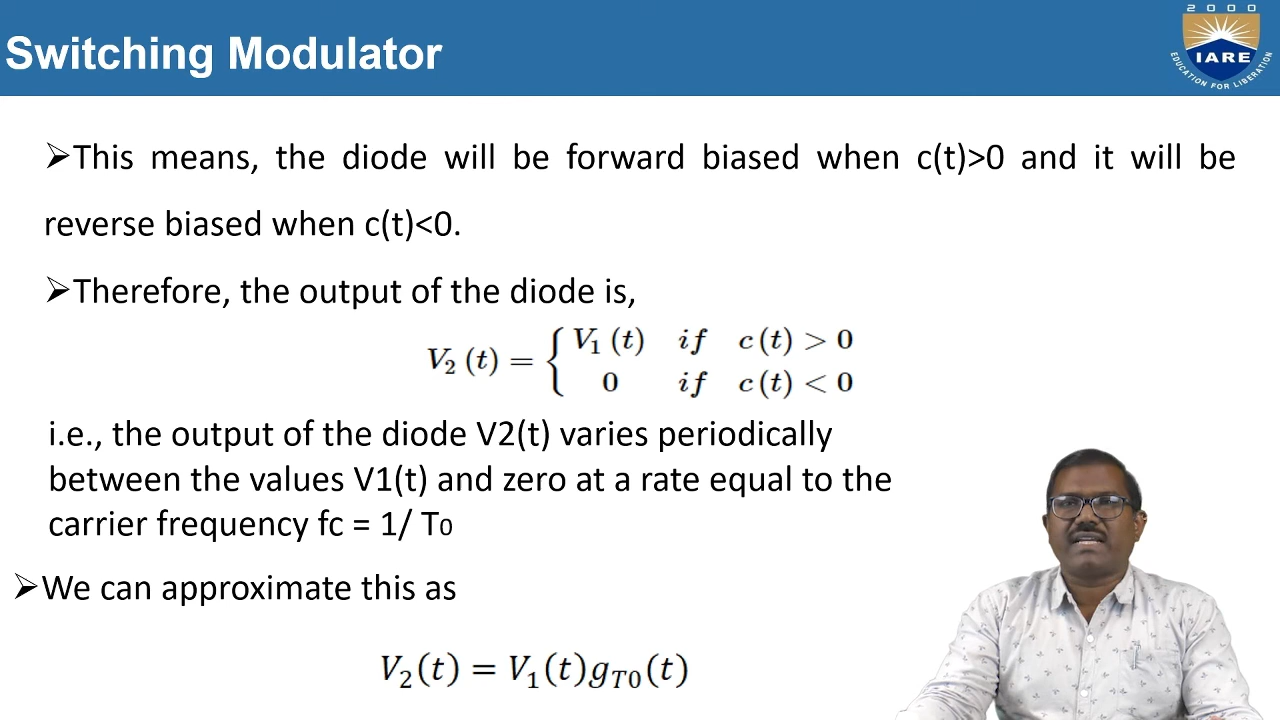 2000
IARE
EDUCATION FOR LIBERATION
Switching Modulator
➢This means, the diode will be forward biased when c(t)>0 and it will be
reverse biased when c(t)<0.
➢Therefore, the output of the diode is,
V₂ (t) = { V₁ (t) if c (t) > 0
0 if c (t) < 0
i.e., the output of the diode V2(t) varies periodically
between the values V1(t) and zero at a rate equal to the
carrier frequency fc = 1/ T₀
➢We can approximate this as
V₂(t) = V₁(t)g_{T0}(t)